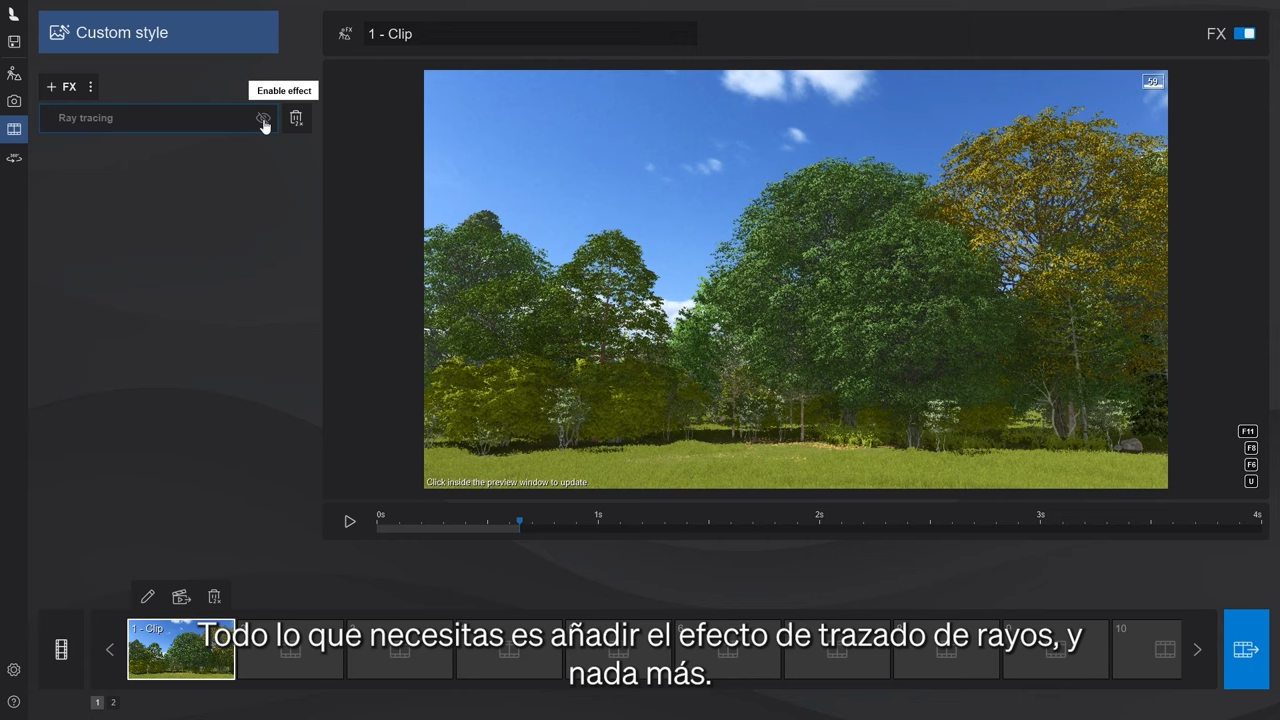 Custom style
1 - Clip
FX
FX
Enable effect
Ray tracing
59
Click inside the preview window to update.
F11
F8
F6
U
0s
1s
2s
3s
4s
1 - Clip
10
Todo lo que necesitas es añadir el efecto de trazado de rayos, y
nada más.
1
2